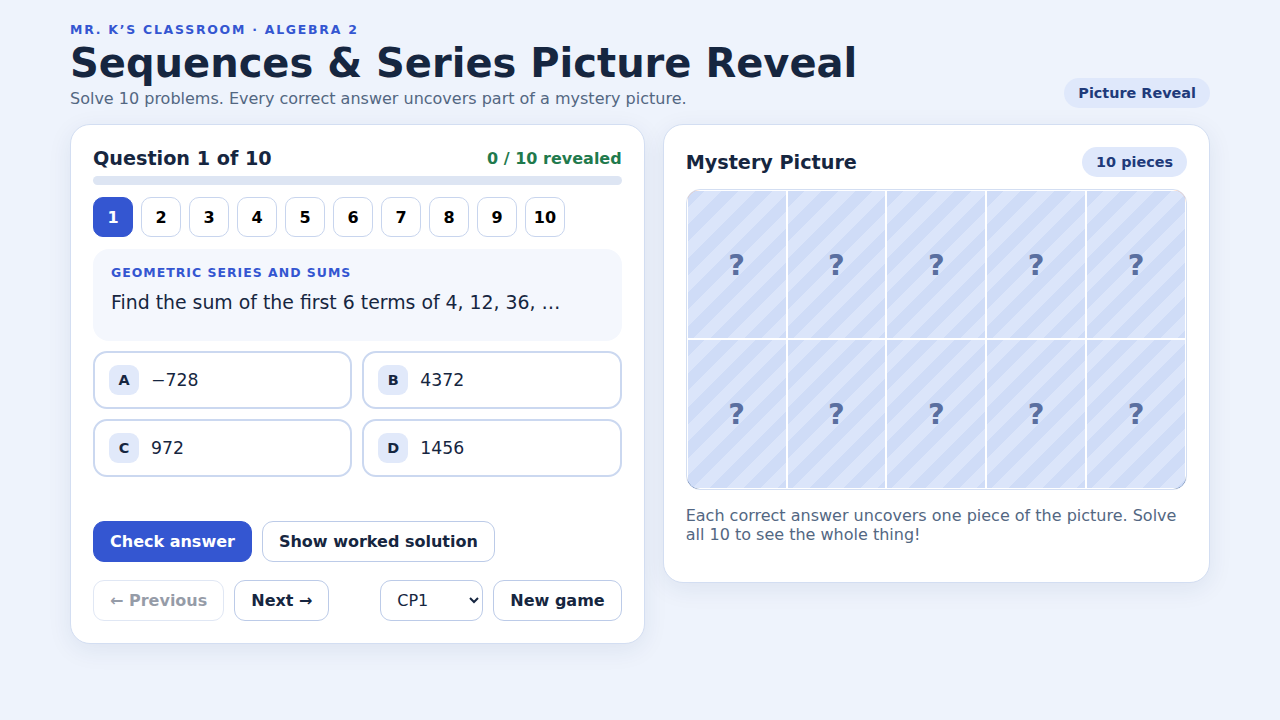 MR. K’S CLASSROOM · ALGEBRA 2
Sequences & Series Picture Reveal
Solve 10 problems. Every correct answer uncovers part of a mystery picture.
Picture Reveal
Question 1 of 10
0 / 10 revealed
1 2 3 4 5 6 7 8 9 10
GEOMETRIC SERIES AND SUMS
Find the sum of the first 6 terms of 4, 12, 36, …
A −728
B 4372
C 972
D 1456
Check answer
Show worked solution
← Previous
Next →
CP1
New game
Mystery Picture
10 pieces
? ? ? ? ?
? ? ? ? ?
Each correct answer uncovers one piece of the picture. Solve
all 10 to see the whole thing!